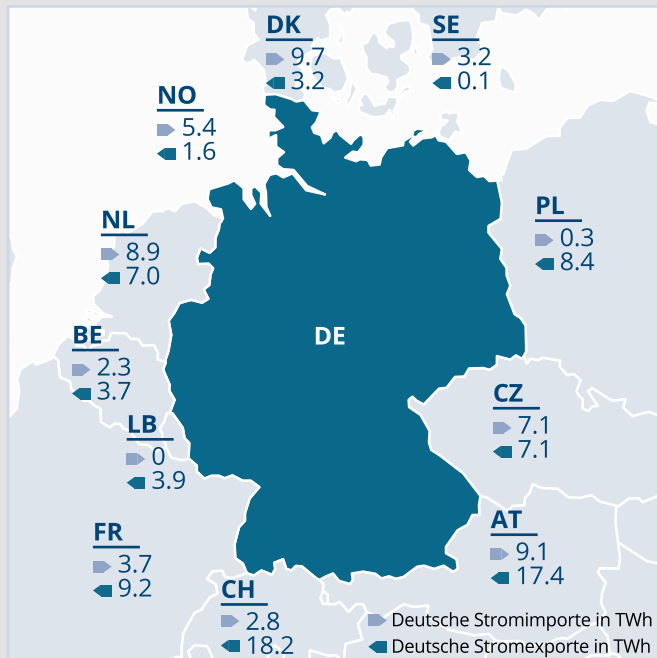 DK
9.7
3.2
SE
3.2
0.1
NO
5.4
1.6
NL
8.9
7.0
PL
0.3
8.4
DE
BE
2.3
3.7
CZ
7.1
7.1
LB
0
3.9
AT
9.1
17.4
FR
3.7
9.2
CH
2.8
18.2
Deutsche Stromimporte in TWh
Deutsche Stromexporte in TWh